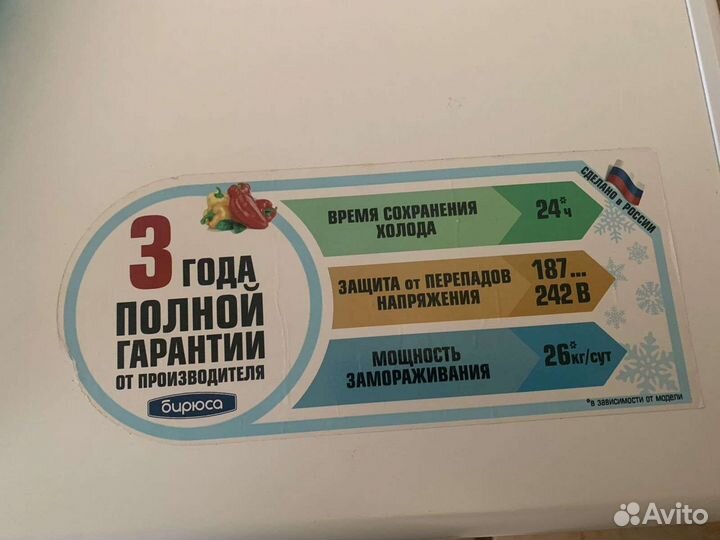 3 ГОДА
ПОЛНОЙ
ГАРАНТИИ
ОТ ПРОИЗВОДИТЕЛЯ
бирюса
ВРЕМЯ СОХРАНЕНИЯ
ХОЛОДА
24*ч
ЗАЩИТА от ПЕРЕПАДОВ
НАПРЯЖЕНИЯ
187...
242 В
МОЩНОСТЬ
ЗАМОРАЖИВАНИЯ
26*кг/сут
СДЕЛАНО в РОССИИ
*в зависимости от модели
Avito